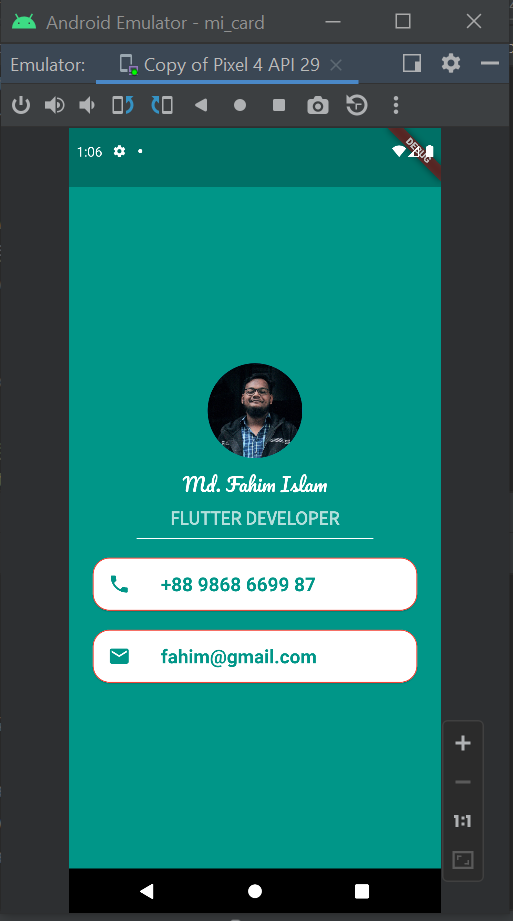 Android Emulator - mi_card
Emulator: Copy of Pixel 4 API 29
1:06
DEBUG
Md. Fahim Islam
FLUTTER DEVELOPER
+88 9868 6699 87
fahim@gmail.com
1:1